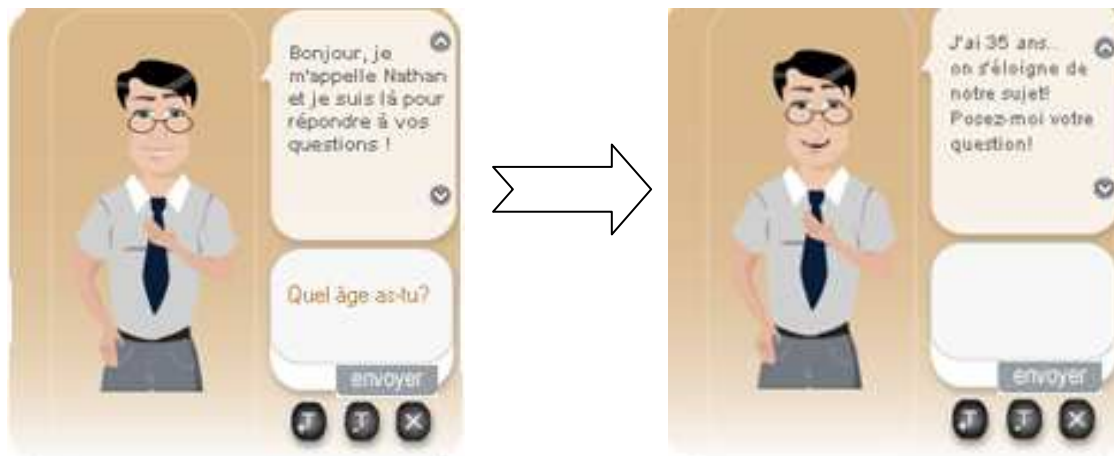 Bonjour, je
m'appelle Nathan
et je suis là pour
répondre à vos
questions !
Quel âge as-tu?
envoyer
T
T
J'ai 35 ans...
on s'éloigne de
notre sujet!
Posez-moi votre
question!
envoyer
T
T